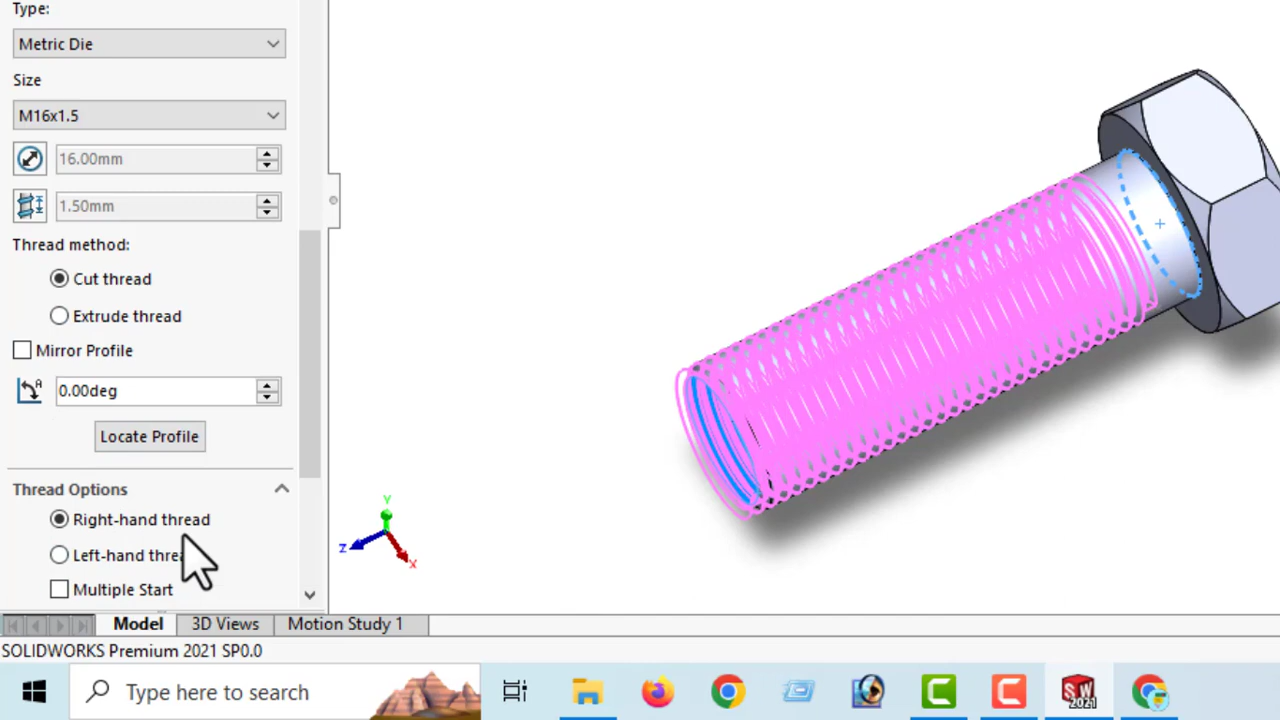 Type:
Metric Die
Size
M16x1.5
16.00mm
1.50mm
Thread method:
Cut thread
Extrude thread
Mirror Profile
0.00deg
Locate Profile
Thread Options
Right-hand thread
Left-hand
Multiple Start
Y
Z
X
Model
3D Views
Motion Study 1
SOLIDWORKS Premium 2021 SP0.0
Type here to search
SW
2021